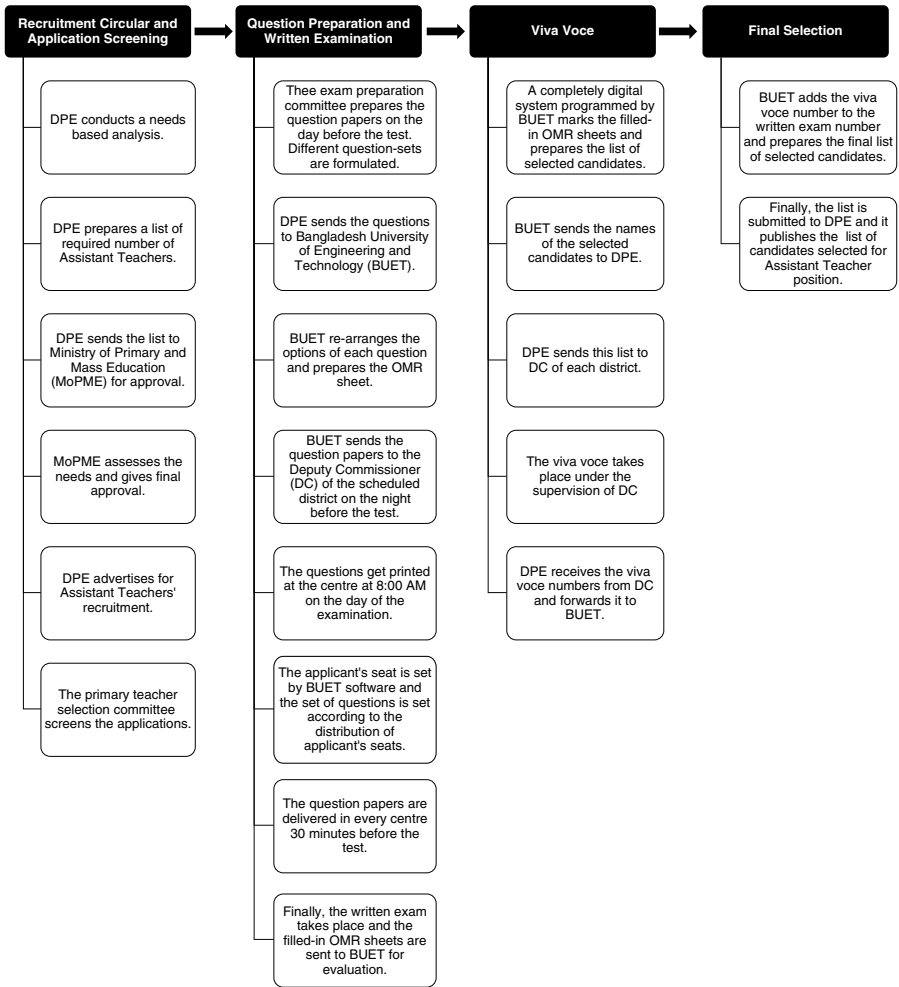 Recruitment Circular and
Application Screening
DPE conducts a needs
based analysis.
DPE prepares a list of
required number of
Assistant Teachers.
DPE sends the list to
Ministry of Primary and
Mass Education
(MoPME) for approval.
MoPME assesses the
needs and gives final
approval.
DPE advertises for
Assistant Teachers'
recruitment.
The primary teacher
selection committee
screens the applications.
Question Preparation and
Written Examination
Thee exam preparation
committee prepares the
question papers on the
day before the test.
Different question-sets
are formulated.
DPE sends the questions
to Bangladesh University
of Engineering and
Technology (BUET).
BUET re-arranges the
options of each question
and prepares the OMR
sheet.
BUET sends the
question papers to the
Deputy Commissioner
(DC) of the scheduled
district on the night
before the test.
The questions get printed
at the centre at 8:00 AM
on the day of the
examination.
The applicant's seat is set
by BUET software and
the set of questions is set
according to the
distribution of
applicant's seats.
The question papers are
delivered in every centre
30 minutes before the
test.
Finally, the written exam
takes place and the
filled-in OMR sheets are
sent to BUET for
evaluation.
Viva Voce
A completely digital
system programmed by
BUET marks the filled-
in OMR sheets and
prepares the list of
selected candidates.
BUET sends the names
of the selected
candidates to DPE.
DPE sends this list to
DC of each district.
The viva voce takes
place under the
supervision of DC
DPE receives the viva
voce numbers from DC
and forwards it to
BUET.
Final Selection
BUET adds the viva
voce number to the
written exam number
and prepares the final list
of selected candidates.
Finally, the list is
submitted to DPE and it
publishes the list of
candidates selected for
Assistant Teacher
position.